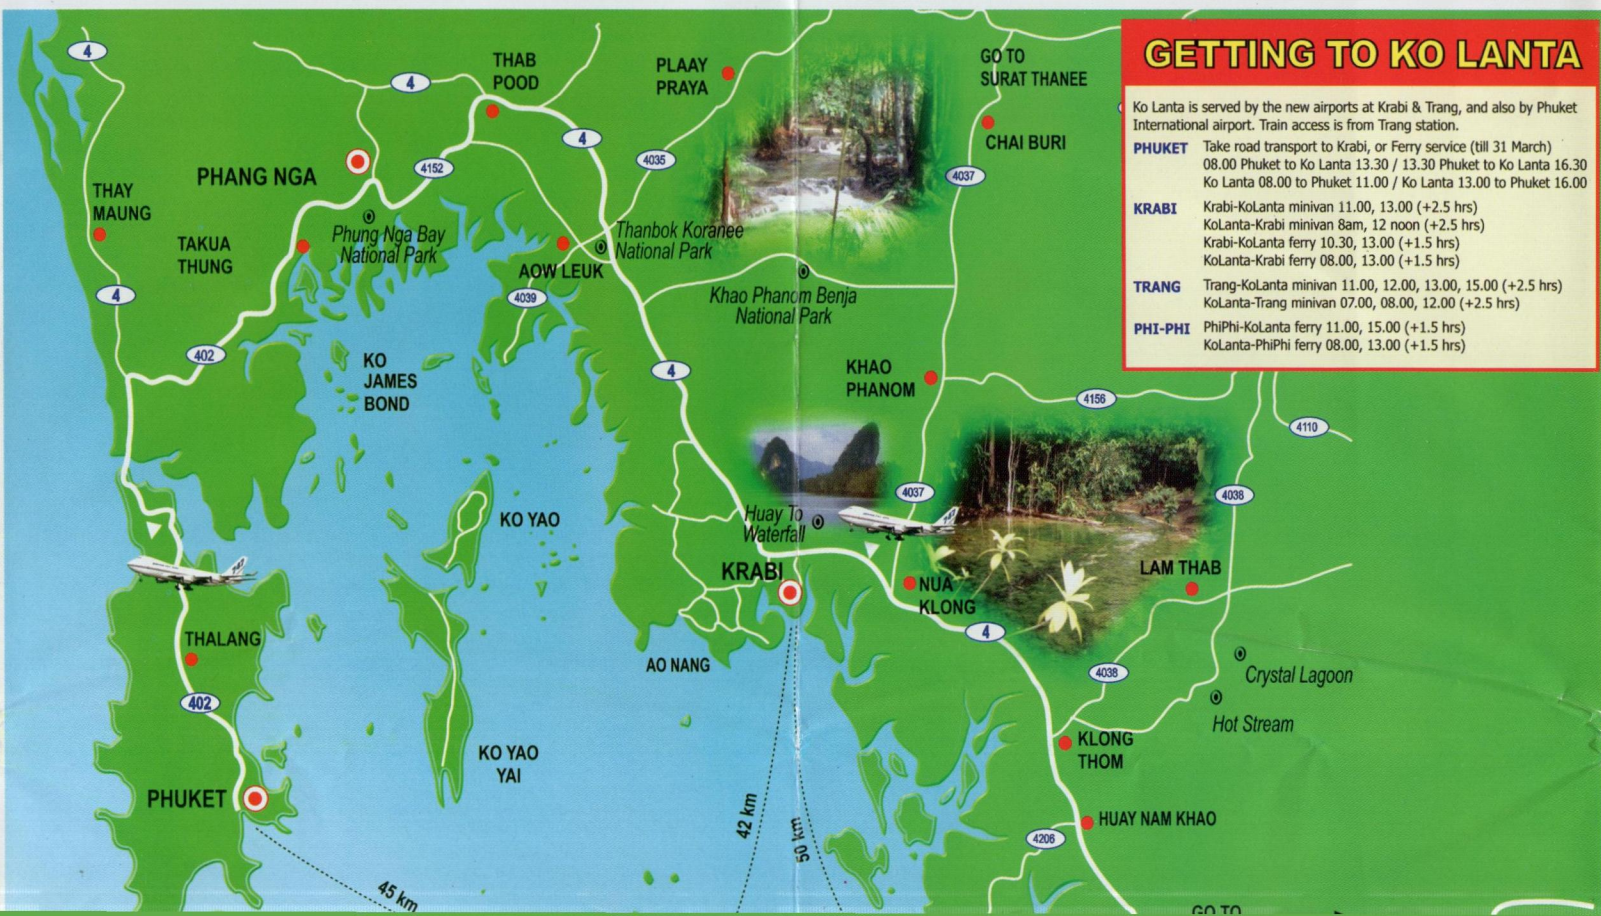 GETTING TO KO LANTA
Ko Lanta is served by the new airports at Krabi & Trang, and also by Phuket
International airport. Train access is from Trang station.
PHUKET Take road transport to Krabi, or Ferry service (till 31 March)
08.00 Phuket to Ko Lanta 13.30 / 13.30 Phuket to Ko Lanta 16.30
Ko Lanta 08.00 to Phuket 11.00 / Ko Lanta 13.00 to Phuket 16.00
KRABI Krabi-KoLanta minivan 11.00, 13.00 (+2.5 hrs)
KoLanta-Krabi minivan 8am, 12 noon (+2.5 hrs)
Krabi-KoLanta ferry 10.30, 13.00 (+1.5 hrs)
KoLanta-Krabi ferry 08.00, 13.00 (+1.5 hrs)
TRANG Trang-KoLanta minivan 11.00, 12.00, 13.00, 15.00 (+2.5 hrs)
KoLanta-Trang minivan 07.00, 08.00, 12.00 (+2.5 hrs)
PHI-PHI PhiPhi-KoLanta ferry 11.00, 15.00 (+1.5 hrs)
KoLanta-PhiPhi ferry 08.00, 13.00 (+1.5 hrs)
4
4
THAB
POOD
PLAAY
PRAYA
GO TO
SURAT THANEE
CHAI BURI
4
4035
4152
4037
PHANG NGA
THAY
MAUNG
TAKUA
THUNG
Phung Nga Bay
National Park
Thanbok Koranee
National Park
AOW LEUK
4039
4
Khao Phanom Benja
National Park
402
KO
JAMES
BOND
4
KHAO
PHANOM
4156
4110
4037
4038
KO YAO
Huay To
Waterfall
KRABI
NUA
KLONG
LAM THAB
4
THALANG
AO NANG
4038
Crystal Lagoon
402
Hot Stream
KO YAO
YAI
KLONG
THOM
PHUKET
42 km
50 km
HUAY NAM KHAO
4206
45 km
GO TO